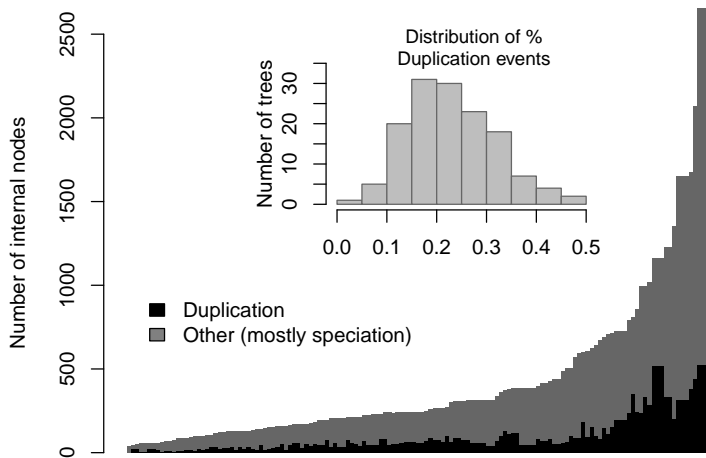 Distribution of %
Duplication events
Number of trees
0 10 20 30
0.0 0.1 0.2 0.3 0.4 0.5
Number of internal nodes
0 500 1000 1500 2000 2500
Duplication
Other (mostly speciation)